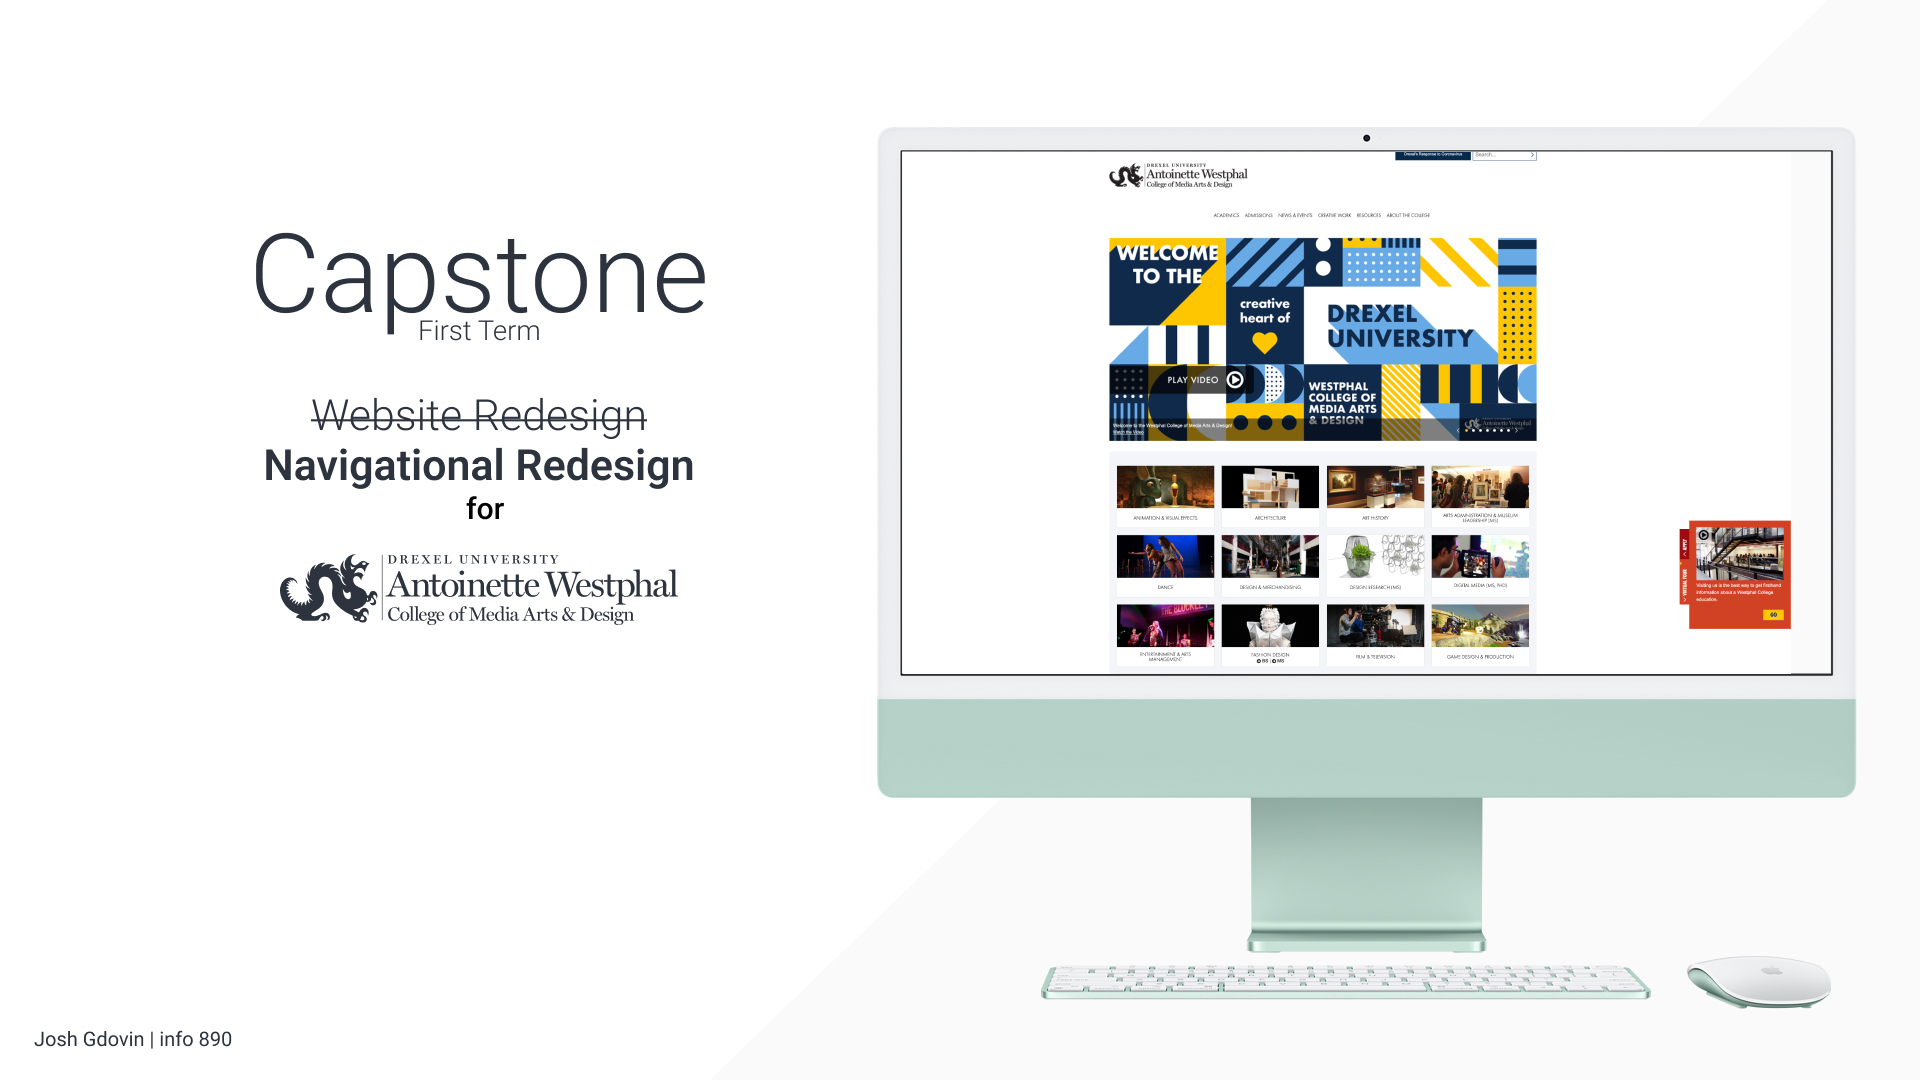 Capstone
First Term
Website Redesign
Navigational Redesign
for
DREXEL UNIVERSITY
Antoinette Westphal
College of Media Arts & Design
Josh Gdovin | info 890
Drexel's Response to Coronavirus
Search...
DREXEL UNIVERSITY
Antoinette Westphal
College of Media Arts & Design
ACADEMICS ADMISSIONS NEWS & EVENTS CREATIVE WORK RESOURCES ABOUT THE COLLEGE
WELCOME
TO THE
creative
heart of
DREXEL
UNIVERSITY
PLAY VIDEO
WESTPHAL
COLLEGE OF
MEDIA ARTS
& DESIGN
Welcome to the Westphal College of Media Arts & Design!
Watch the Video
ANIMATION & VISUAL EFFECTS
ARCHITECTURE
ART HISTORY
ARTS ADMINISTRATION & MUSEUM
LEADERSHIP (MS)
DANCE
DESIGN & MERCHANDISING
DESIGN RESEARCH (MS)
DIGITAL MEDIA (MS, PHD)
ENTERTAINMENT & ARTS
MANAGEMENT
FASHION DESIGN
BS | MS
FILM & TELEVISION
GAME DESIGN & PRODUCTION
APPLY
VIRTUAL TOUR
Visiting us is the best way to get firsthand
information about a Westphal College
education.
GO